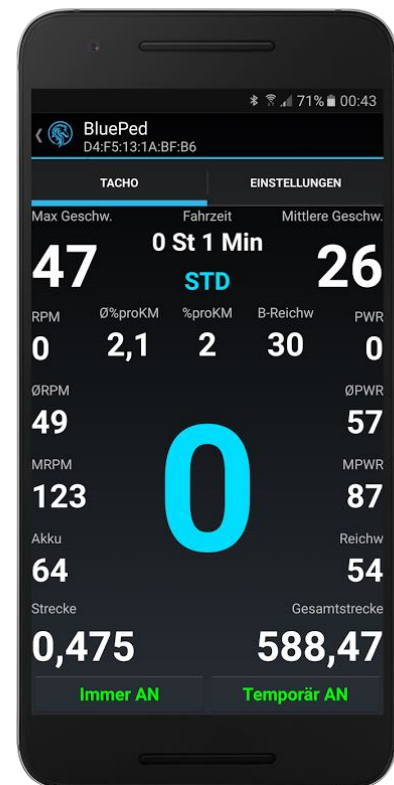 71% 00:43
BluePed
D4:F5:13:1A:BF:B6
TACHO EINSTELLUNGEN
Max Geschw. Fahrzeit Mittlere Geschw.
47 0 St 1 Min 26
STD
RPM Ø%proKM %proKM B-Reichw PWR
0 2,1 2 30 0
ØRPM ØPWR
49 57
0
MRPM MPWR
123 87
Akku Reichw
64 54
Strecke Gesamtstrecke
0,475 588,47
Immer AN Temporär AN